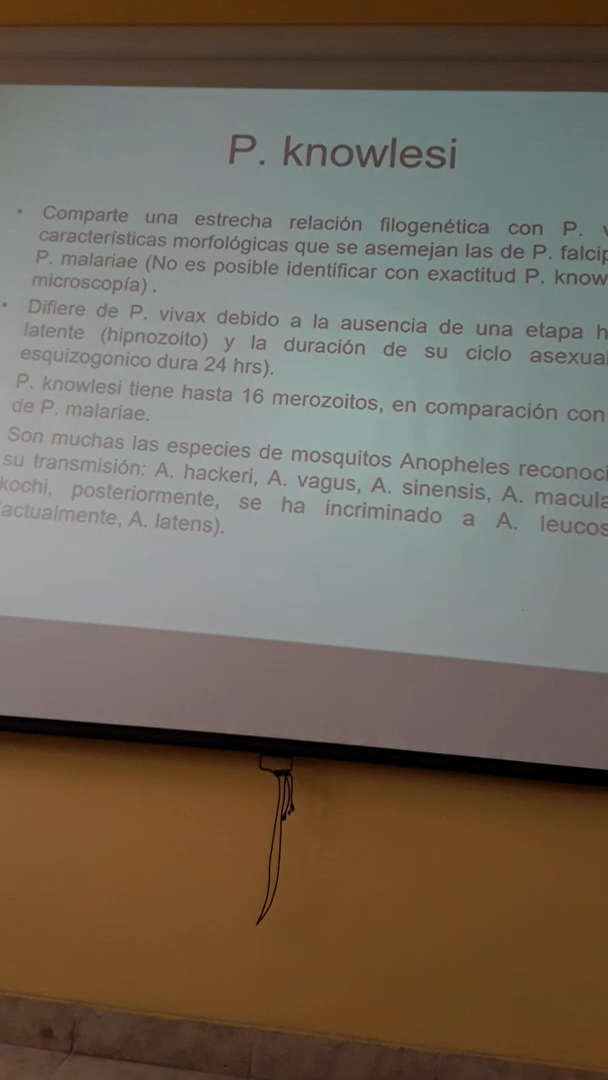 P. knowlesi
• Comparte una estrecha relación filogenética con P.
características morfológicas que se asemejan las de P.
P. malariae (No es posible identificar con exactitud P.
microscopía) .
• Difiere de P. vivax debido a la ausencia de una etapa
latente (hipnozoito) y la duración de su ciclo
esquizogonico dura 24 hrs).
P. knowlesi tiene hasta 16 merozoitos, en comparación con
de P. malariae.
Son muchas las especies de mosquitos Anopheles
su transmisión: A. hackeri, A. vagus, A. sinensis, A.
kochi, posteriormente, se ha incriminado a A.
actualmente, A. latens).